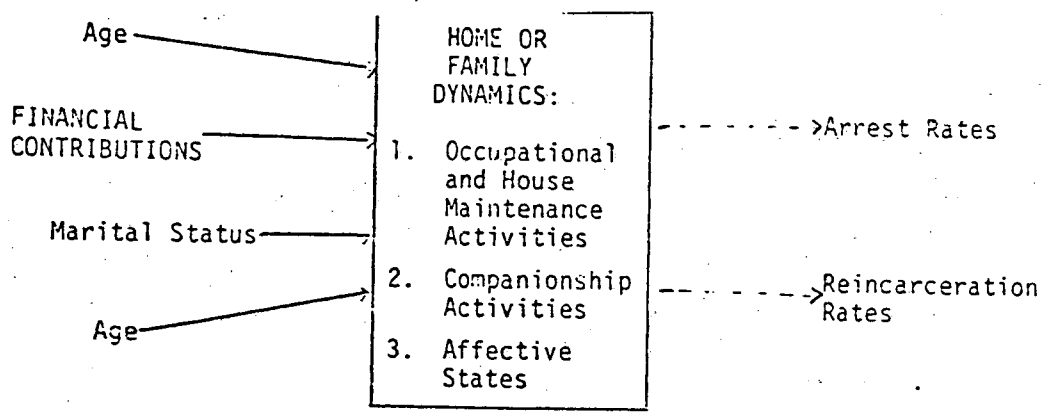 Age
FINANCIAL
CONTRIBUTIONS
Marital Status
Age
HOME OR
FAMILY
DYNAMICS:
1. Occupational
and House
Maintenance
Activities
2. Companionship
Activities
3. Affective
States
Arrest Rates
Reincarceration
Rates